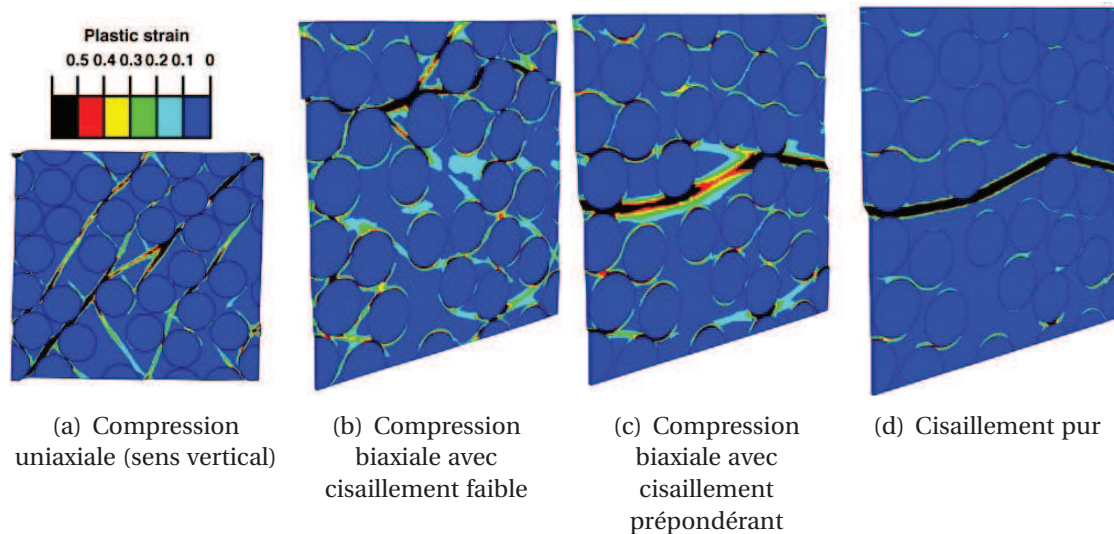 Plastic strain
0.5 0.4 0.3 0.2 0.1 0
(a) Compression
uniaxiale (sens vertical)
(b) Compression
biaxiale avec
cisaillement faible
(c) Compression
biaxiale avec
cisaillement
prépondérant
(d) Cisaillement pur